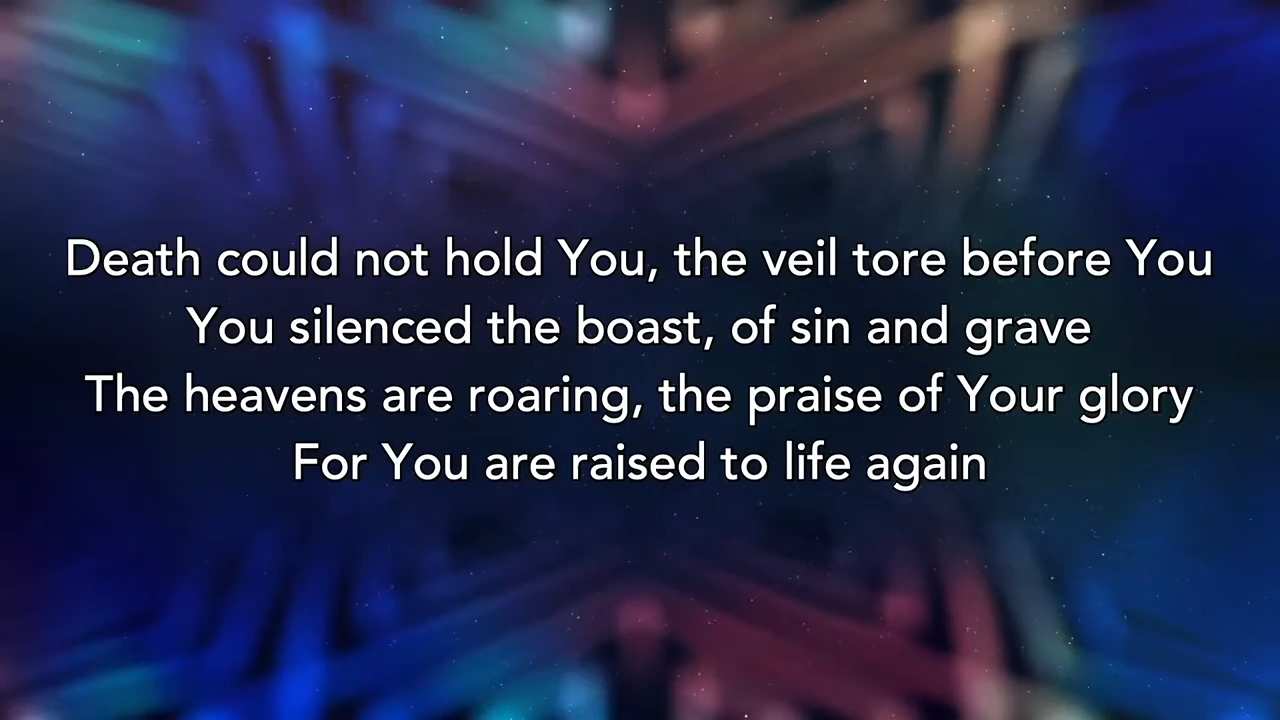 Death could not hold You, the veil tore before You
You silenced the boast, of sin and grave
The heavens are roaring, the praise of Your glory
For You are raised to life again